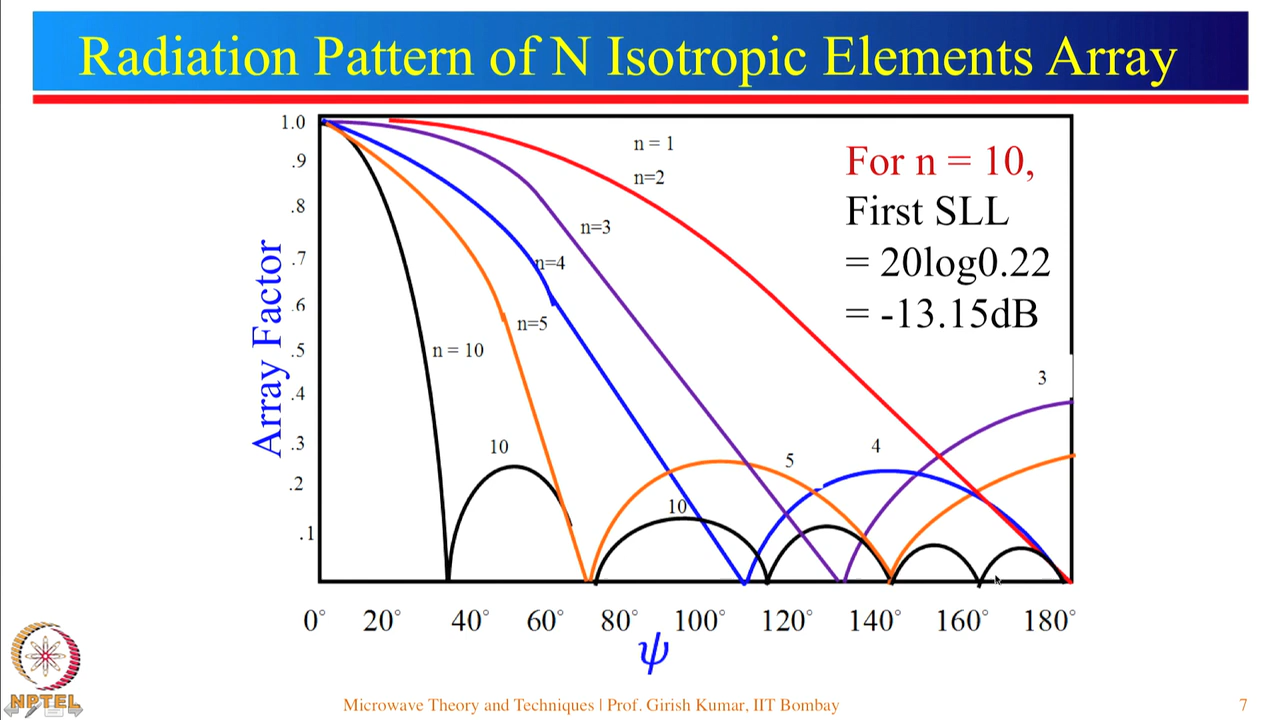 Radiation Pattern of N Isotropic Elements Array
1.0
.9
.8
.7
.6
.5
.4
.3
.2
.1
Array Factor
n = 1
n=2
n=3
n=4
n=5
n = 10
10
10
5
4
3
For n = 10,
First SLL
= 20log0.22
= -13.15dB
0° 20° 40° 60° 80° 100° 120° 140° 160° 180°
ψ
NPTEL
Microwave Theory and Techniques | Prof. Girish Kumar, IIT Bombay
7